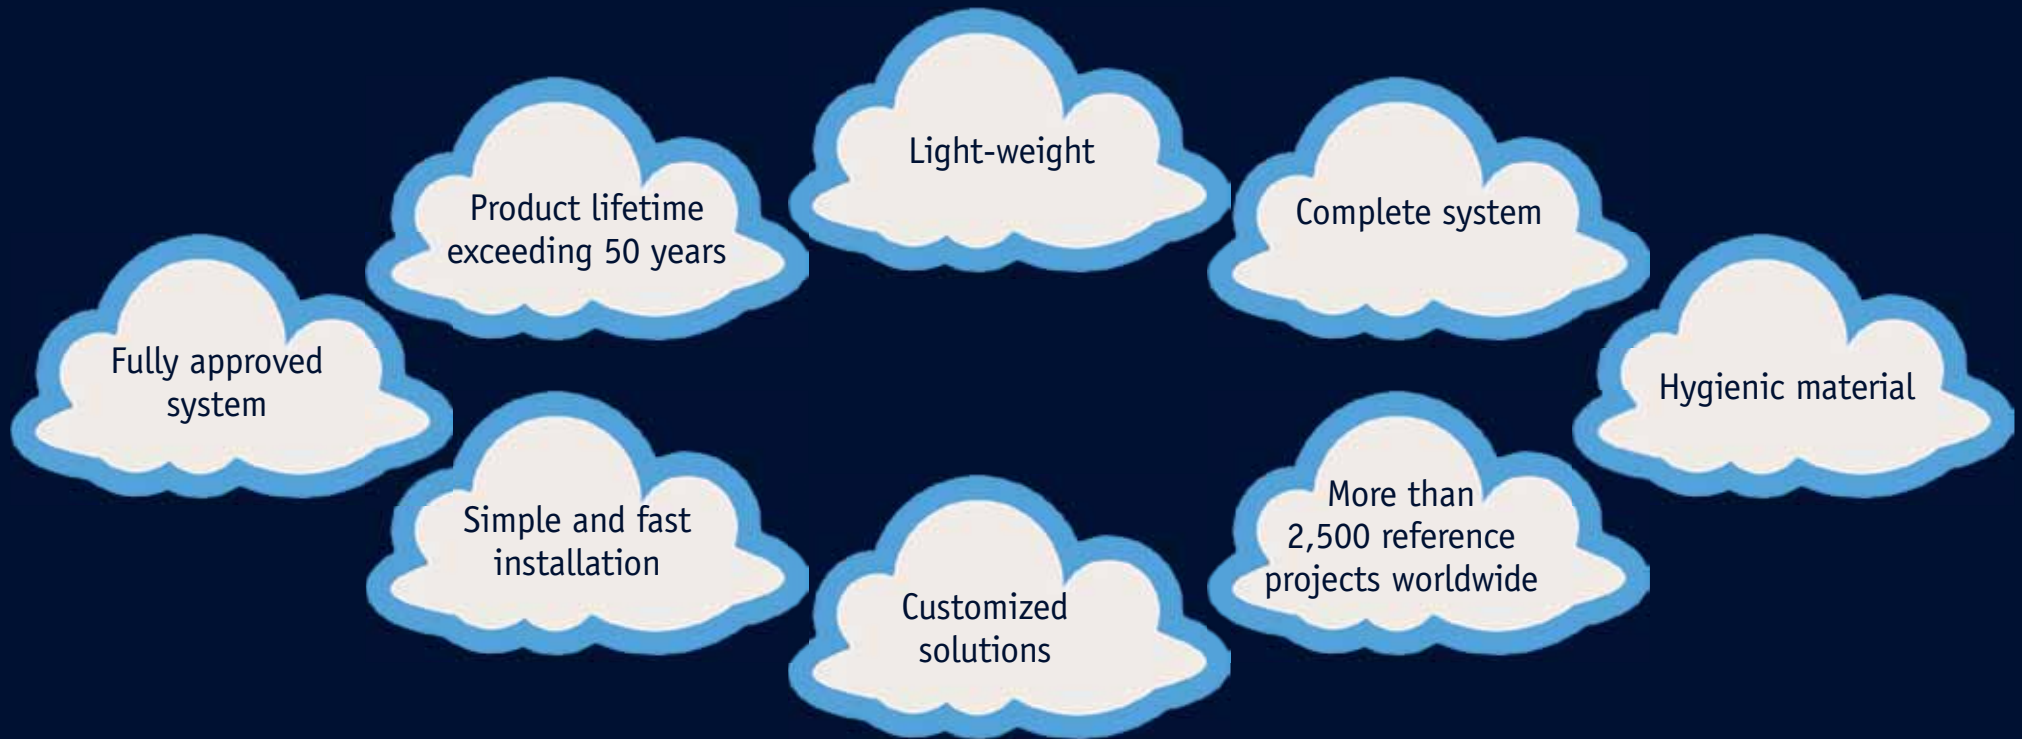 Light-weight
Product lifetime
exceeding 50 years
Complete system
Fully approved
system
Hygienic material
Simple and fast
installation
More than
2,500 reference
projects worldwide
Customized
solutions